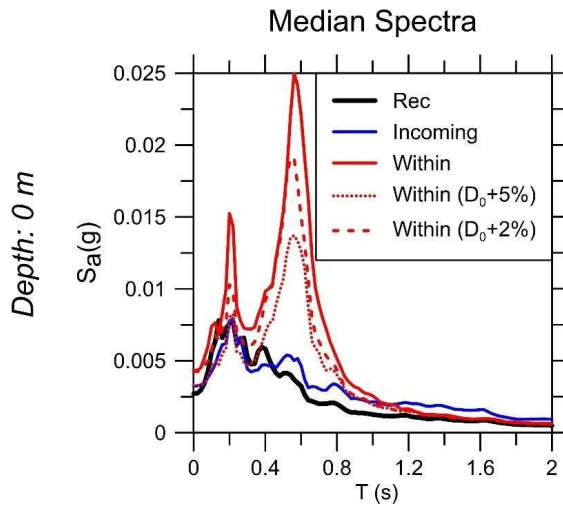 Median Spectra
Depth: 0 m
Sa(g)
0.025
0.02
0.015
0.01
0.005
0
Rec
Incoming
Within
Within (D₀+5%)
Within (D₀+2%)
0 0.4 0.8 1.2 1.6 2
T (s)